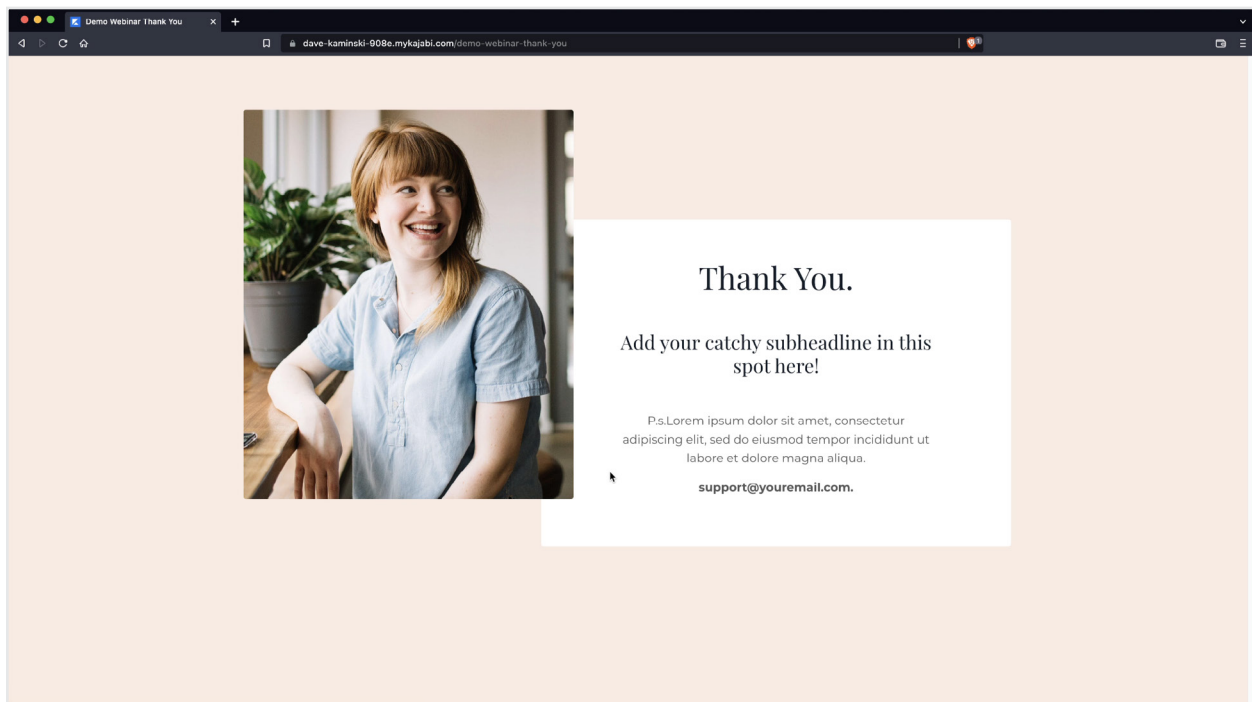 Demo Webinar Thank You
dave-kaminski-908e.mykajabi.com/demo-webinar-thank-you
Thank You.
Add your catchy subheadline in this
spot here!
P.s.Lorem ipsum dolor sit amet, consectetur
adipiscing elit, sed do eiusmod tempor incididunt ut
labore et dolore magna aliqua.
support@youremail.com.